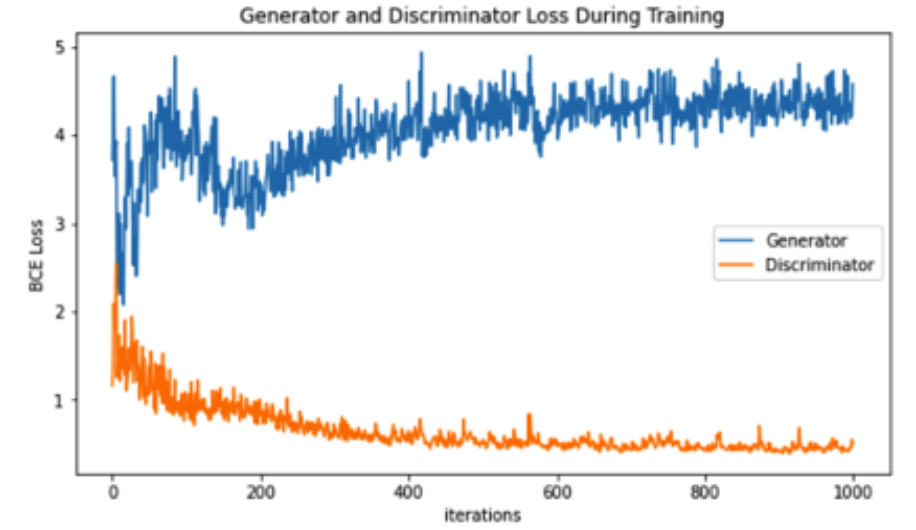 Generator and Discriminator Loss During Training
5
4
3
2
1
BCE Loss
Generator
Discriminator
0 200 400 600 800 1000
iterations